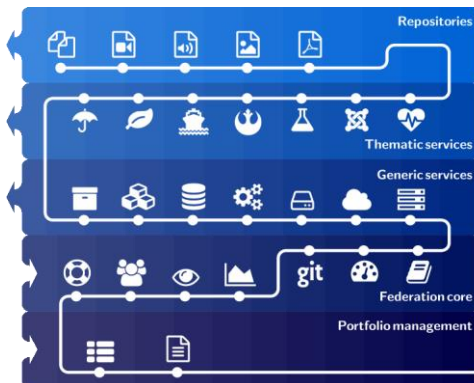 Repositories
Thematic services
Generic services
git
Federation core
Portfolio management